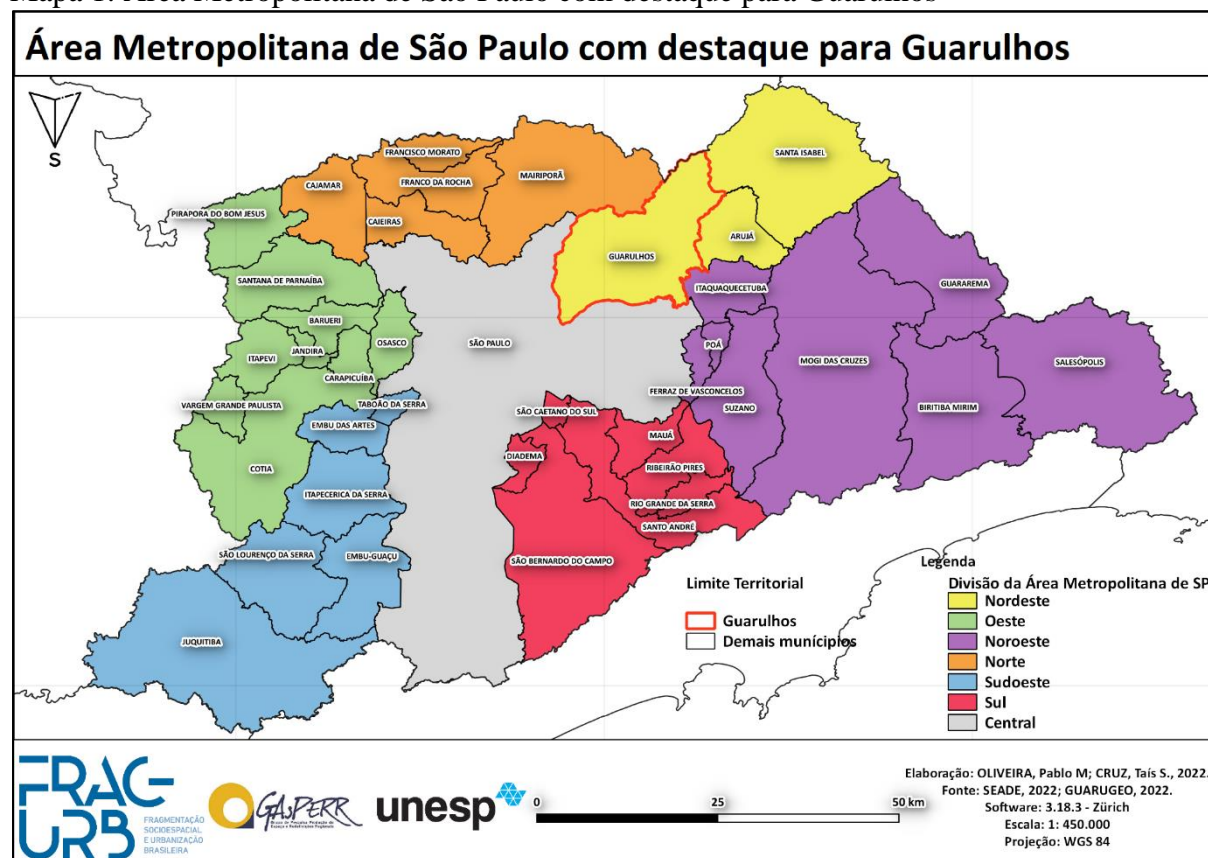 Mapa 1: Área Metropolitana de São Paulo com destaque para Guarulhos
Área Metropolitana de São Paulo com destaque para Guarulhos
S
FRANCISCO MORATO
SANTA ISABEL
CAJAMAR
FRANCO DA ROCHA
MAIRIPORÃ
PIRAPORA DO BOM JESUS
CAIEIRAS
ARUJÁ
GUARULHOS
SANTANA DE PARNAÍBA
ITAQUAQUECETUBA
GUARAREMA
BARUERI
OSASCO
SÃO PAULO
POÁ
ITAPEVI
JANDIRA
MOGI DAS CRUZES
SALESÓPOLIS
CARAPICUÍBA
FERRAZ DE VASCONCELOS
VARGEM GRANDE PAULISTA
TABOÃO DA SERRA
SUZANO
BIRITIBA MIRIM
SÃO CAETANO DO SUL
EMBU DAS ARTES
MAUÁ
DIADEMA
COTIA
RIBEIRÃO PIRES
ITAPECERICA DA SERRA
RIO GRANDE DA SERRA
SANTO ANDRÉ
SÃO LOURENÇO DA SERRA
EMBU-GUAÇU
SÃO BERNARDO DO CAMPO
JUQUITIBA
Legenda
Limite Territorial
Guarulhos
Demais munícipios
Divisão da Área Metropolitana de SP
Nordeste
Oeste
Noroeste
Norte
Sudoeste
Sul
Central
FRAG-
URB
FRAGMENTAÇÃO
SOCIOESPACIAL
E URBANIZAÇÃO
BRASILEIRA
GAsPERR
unesp
0 25 50 km
Elaboração: OLIVEIRA, Pablo M; CRUZ, Taís S., 2022.
Fonte: SEADE, 2022; GUARUGEO, 2022.
Software: 3.18.3 - Zürich
Escala: 1: 450.000
Projeção: WGS 84